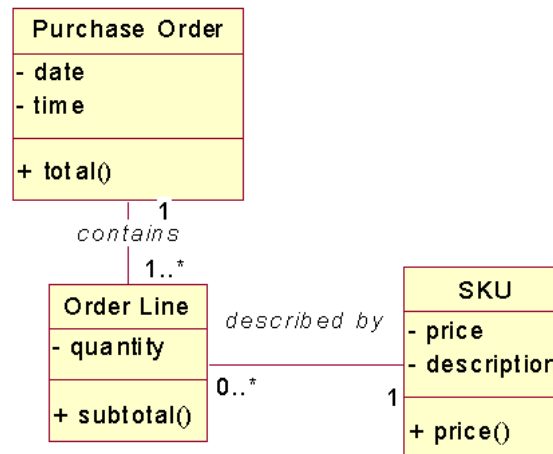 Purchase Order
- date
- time
+ total()
1
contains
1..*
Order Line
- quantity
+ subtotal()
described by
0..*
1
SKU
- price
- description
+ price()